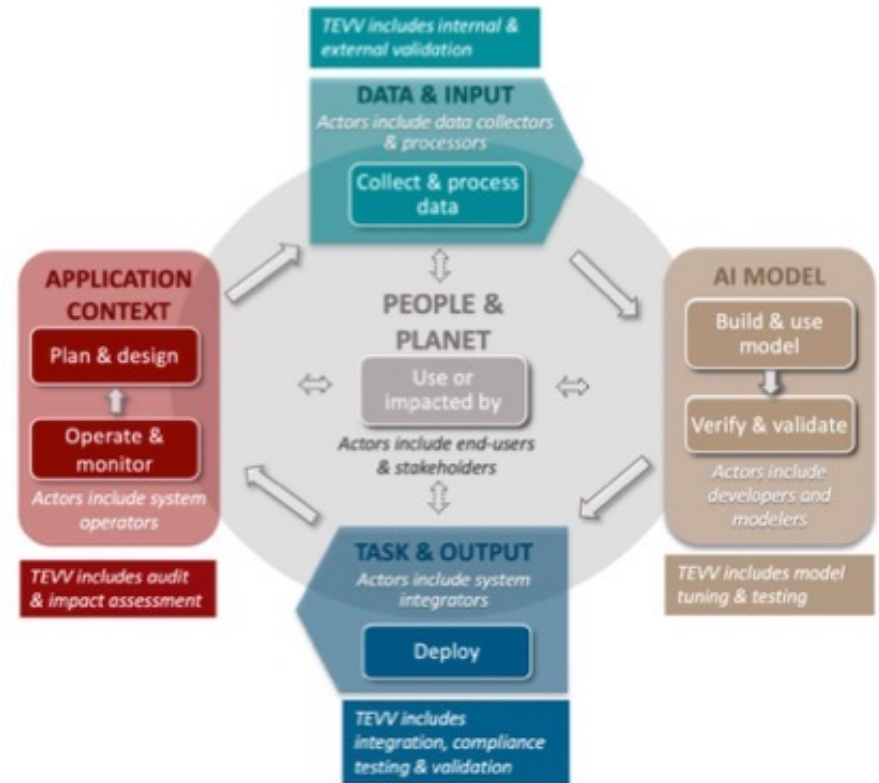 TEVV includes internal &
external validation
DATA & INPUT
Actors include data collectors
& processors
Collect & process
data
APPLICATION
CONTEXT
Plan & design
Operate &
monitor
Actors include system
operators
TEVV includes audit
& impact assessment
PEOPLE &
PLANET
Use or
impacted by
Actors include end-users
& stakeholders
AI MODEL
Build & use
model
Verify & validate
Actors include
developers and
modelers
TEVV includes model
tuning & testing
TASK & OUTPUT
Actors include system
integrators
Deploy
TEVV includes
integration, compliance
testing & validation